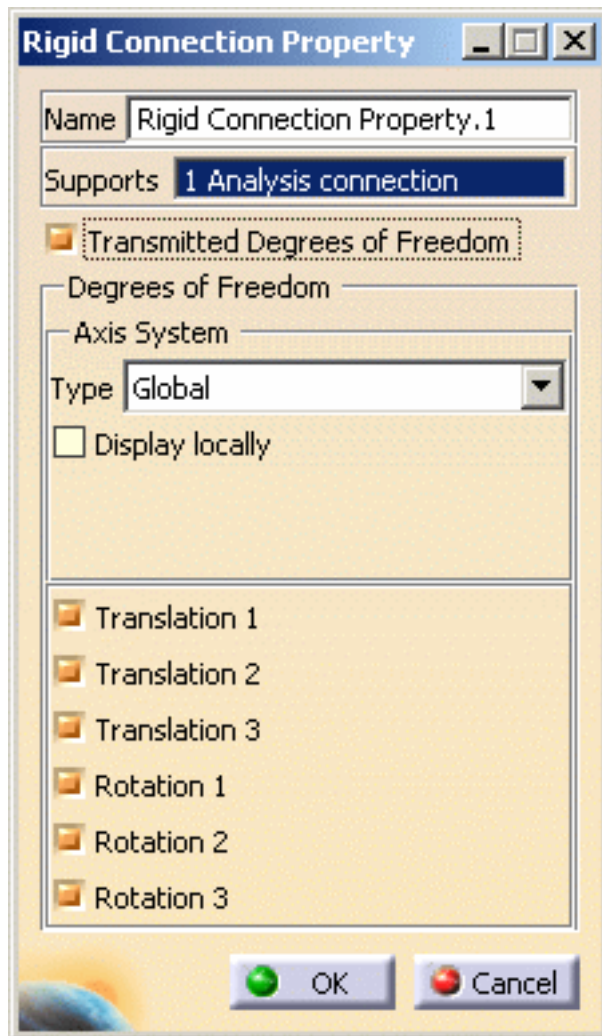 Rigid Connection Property
Name Rigid Connection Property.1
Supports 1 Analysis connection
Transmitted Degrees of Freedom
Degrees of Freedom
Axis System
Type Global
Display locally
Translation 1
Translation 2
Translation 3
Rotation 1
Rotation 2
Rotation 3
OK Cancel